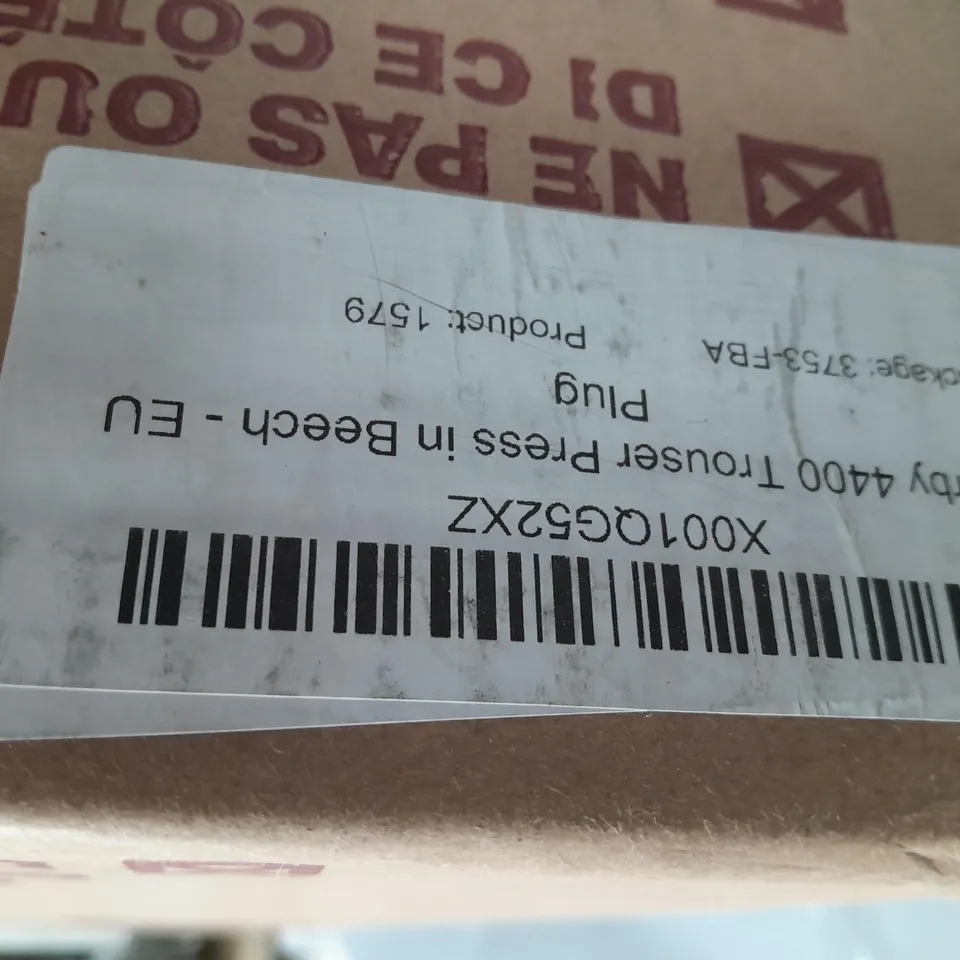 X001QG52XZ
rby 4400 Trouser Press in Beech - EU
Plug
ckage: 3753-FBA Product: 1579
NE PAS OU
DE CE CÔTÉ